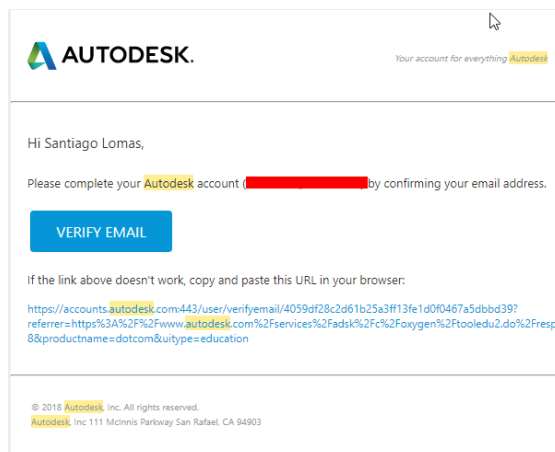 AUTODESK.
Your account for everything Autodesk
Hi Santiago Lomas,
Please complete your Autodesk account ( by confirming your email address.
VERIFY EMAIL
If the link above doesn't work, copy and paste this URL in your browser:
https://accounts.autodesk.com:443/user/verifyemail/4059df28c2d61b25a3ff13fe1d0f0467a5dbbd39?
referrer=https%3A%2F%2Fwww.autodesk.com%2Fservices%2Fadsk%2Fc%2Foxygen%2Ftooledu2.do%2Fresp
8&productname=dotcom&uitype=education
© 2018 Autodesk, Inc. All rights reserved.
Autodesk, Inc 111 McInnis Parkway San Rafael, CA 94903